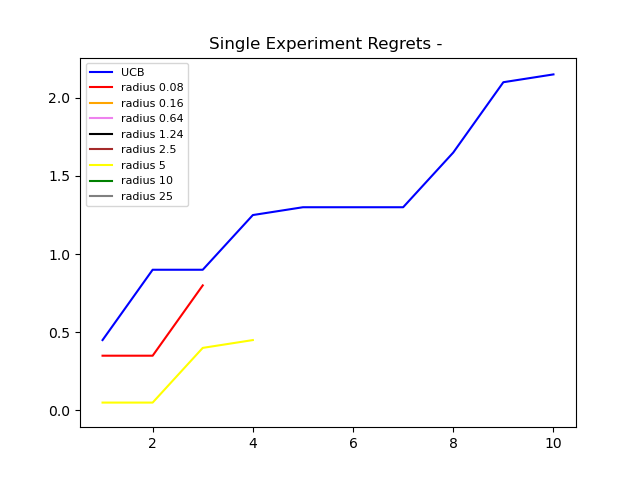 Single Experiment Regrets -
UCB
radius 0.08
radius 0.16
radius 0.64
radius 1.24
radius 2.5
radius 5
radius 10
radius 25
2.0
1.5
1.0
0.5
0.0
2 4 6 8 10